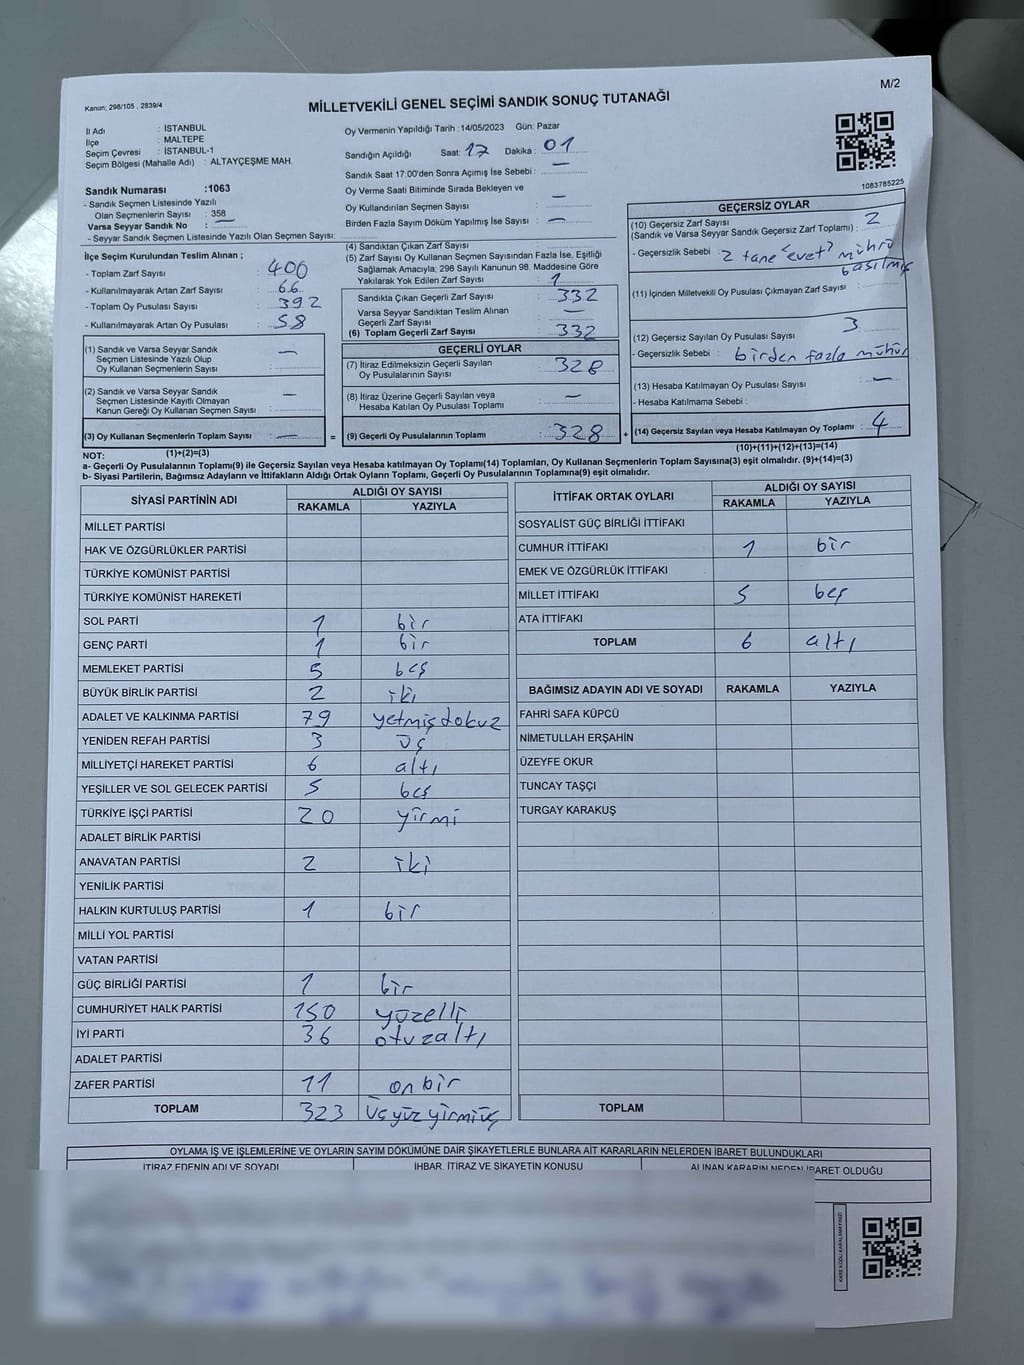 M/2
Kanun; 298/105 , 2839/4
MİLLETVEKİLİ GENEL SEÇİMİ SANDIK SONUÇ TUTANAĞI
İl Adı : İSTANBUL
İlçe : MALTEPE
Seçim Çevresi : İSTANBUL-1
Seçim Bölgesi (Mahalle Adı) : ALTAYÇEŞME MAH.
Oy Vermenin Yapıldığı Tarih :14/05/2023 Gün: Pazar
Sandığın Açıldığı Saat: 17 Dakika : 01
Sandık Saat 17:00'den Sonra Açımış İse Sebebi : —
Oy Verme Saati Bitiminde Sırada Bekleyen ve
Oy Kullandırılan Seçmen Sayısı —
Birden Fazla Sayım Döküm Yapılmış İse Sayısı : —
1083785225
Sandık Numarası :1063
- Sandık Seçmen Listesinde Yazılı
Olan Seçmenlerin Sayısı : 358
Varsa Seyyar Sandık No : —
- Seyyar Sandık Seçmen Listesinde Yazılı Olan Seçmen Sayısı:
İlçe Seçim Kurulundan Teslim Alınan ;
- Toplam Zarf Sayısı : 400
- Kullanılmayarak Artan Zarf Sayısı : 66
- Toplam Oy Pusulası Sayısı : 392
- Kullanılmayarak Artan Oy Pusulası : 58
(1) Sandık ve Varsa Seyyar Sandık
Seçmen Listesinde Yazılı Olup
Oy Kullanan Seçmenlerin Sayısı : —
(2) Sandık ve Varsa Seyyar Sandık
Seçmen Listesinde Kayıtlı Olmayan
Kanun Gereği Oy Kullanan Seçmen Sayısı : —
(3) Oy Kullanan Seçmenlerin Toplam Sayısı : —
(4) Sandıktan Çıkan Zarf Sayısı :
(5) Zarf Sayısı Oy Kullanan Seçmen Sayısından Fazla İse, Eşitliği
Sağlamak Amacıyla; 298 Sayılı Kanunun 98. Maddesine Göre
Yakılarak Yok Edilen Zarf Sayısı : 1
Sandıkta Çıkan Geçerli Zarf Sayısı : 332
Varsa Seyyar Sandıktan Teslim Alınan
Geçerli Zarf Sayısı : —
(6) Toplam Geçerli Zarf Sayısı : 332
GEÇERLİ OYLAR
(7) İtiraz Edilmeksizin Geçerli Sayılan
Oy Pusulalarının Sayısı : 328
(8) İtiraz Üzerine Geçerli Sayılan veya
Hesaba Katılan Oy Pusulası Toplamı : —
= (9) Geçerli Oy Pusulalarının Toplamı : 328 +
GEÇERSİZ OYLAR
(10) Geçersiz Zarf Sayısı
(Sandık ve Varsa Seyyar Sandık Geçersiz Zarf Toplamı) : 2
- Geçersizlik Sebebi : 2 tane "evet" mührü
basılmış
(11) İçinden Milletvekili Oy Pusulası Çıkmayan Zarf Sayısı :
(12) Geçersiz Sayılan Oy Pusulası Sayısı : 3
- Geçersizlik Sebebi : birden fazla mühür
(13) Hesaba Katılmayan Oy Pusulası Sayısı : —
- Hesaba Katılmama Sebebi :
(14) Geçersiz Sayılan veya Hesaba Katılmayan Oy Toplamı : 4
(1)+(2)=(3)
(10)+(11)+(12)+(13)=(14)
NOT:
a- Geçerli Oy Pusulalarının Toplamı(9) ile Geçersiz Sayılan veya Hesaba katılmayan Oy Toplamı(14) Toplamları, Oy Kullanan Seçmenlerin Toplam Sayısına(3) eşit olmalıdır. (9)+(14)=(3)
b- Siyasi Partilerin, Bağımsız Adayların ve İttifakların Aldığı Ortak Oyların Toplamı, Geçerli Oy Pusulalarının Toplamına(9) eşit olmalıdır.
SİYASİ PARTİNİN ADI ALDIĞI OY SAYISI
RAKAMLA YAZIYLA
MİLLET PARTİSİ
HAK VE ÖZGÜRLÜKLER PARTİSİ
TÜRKİYE KOMÜNİST PARTİSİ
TÜRKİYE KOMÜNİST HAREKETİ
SOL PARTİ 1 bir
GENÇ PARTİ 1 bir
MEMLEKET PARTİSİ 5 beş
BÜYÜK BİRLİK PARTİSİ 2 iki
ADALET VE KALKINMA PARTİSİ 79 yetmişdokuz
YENİDEN REFAH PARTİSİ 3 üç
MİLLİYETÇİ HAREKET PARTİSİ 6 altı
YEŞİLLER VE SOL GELECEK PARTİSİ 5 beş
TÜRKİYE İŞÇİ PARTİSİ 20 yirmi
ADALET BİRLİK PARTİSİ
ANAVATAN PARTİSİ 2 iki
YENİLİK PARTİSİ
HALKIN KURTULUŞ PARTİSİ 1 bir
MİLLİ YOL PARTİSİ
VATAN PARTİSİ
GÜÇ BİRLİĞİ PARTİSİ 1 bir
CUMHURİYET HALK PARTİSİ 150 yüzelli
İYİ PARTİ 36 otuzaltı
ADALET PARTİSİ
ZAFER PARTİSİ 11 onbir
TOPLAM 323 üçyüzyirmiüç
İTTİFAK ORTAK OYLARI ALDIĞI OY SAYISI
RAKAMLA YAZIYLA
SOSYALİST GÜÇ BİRLİĞİ İTTİFAKI
CUMHUR İTTİFAKI 1 bir
EMEK VE ÖZGÜRLÜK İTTİFAKI
MİLLET İTTİFAKI 5 beş
ATA İTTİFAKI
TOPLAM 6 altı
BAĞIMSIZ ADAYIN ADI VE SOYADI RAKAMLA YAZIYLA
FAHRİ SAFA KÜPCÜ
NİMETULLAH ERŞAHİN
ÜZEYFE OKUR
TUNCAY TAŞÇI
TURGAY KARAKUŞ
TOPLAM
OYLAMA İŞ VE İŞLEMLERİNE VE OYLARIN SAYIM DÖKÜMÜNE DAİR ŞİKAYETLERLE BUNLARA AİT KARARLARIN NELERDEN İBARET BULUNDUKLARI
İTİRAZ EDENİN ADI VE SOYADI İHBAR, İTİRAZ VE ŞİKAYETİN KONUSU ALINAN KARARIN NEDEN İBARET OLDUĞU
KARE KODU KARALAMAYINIZ!